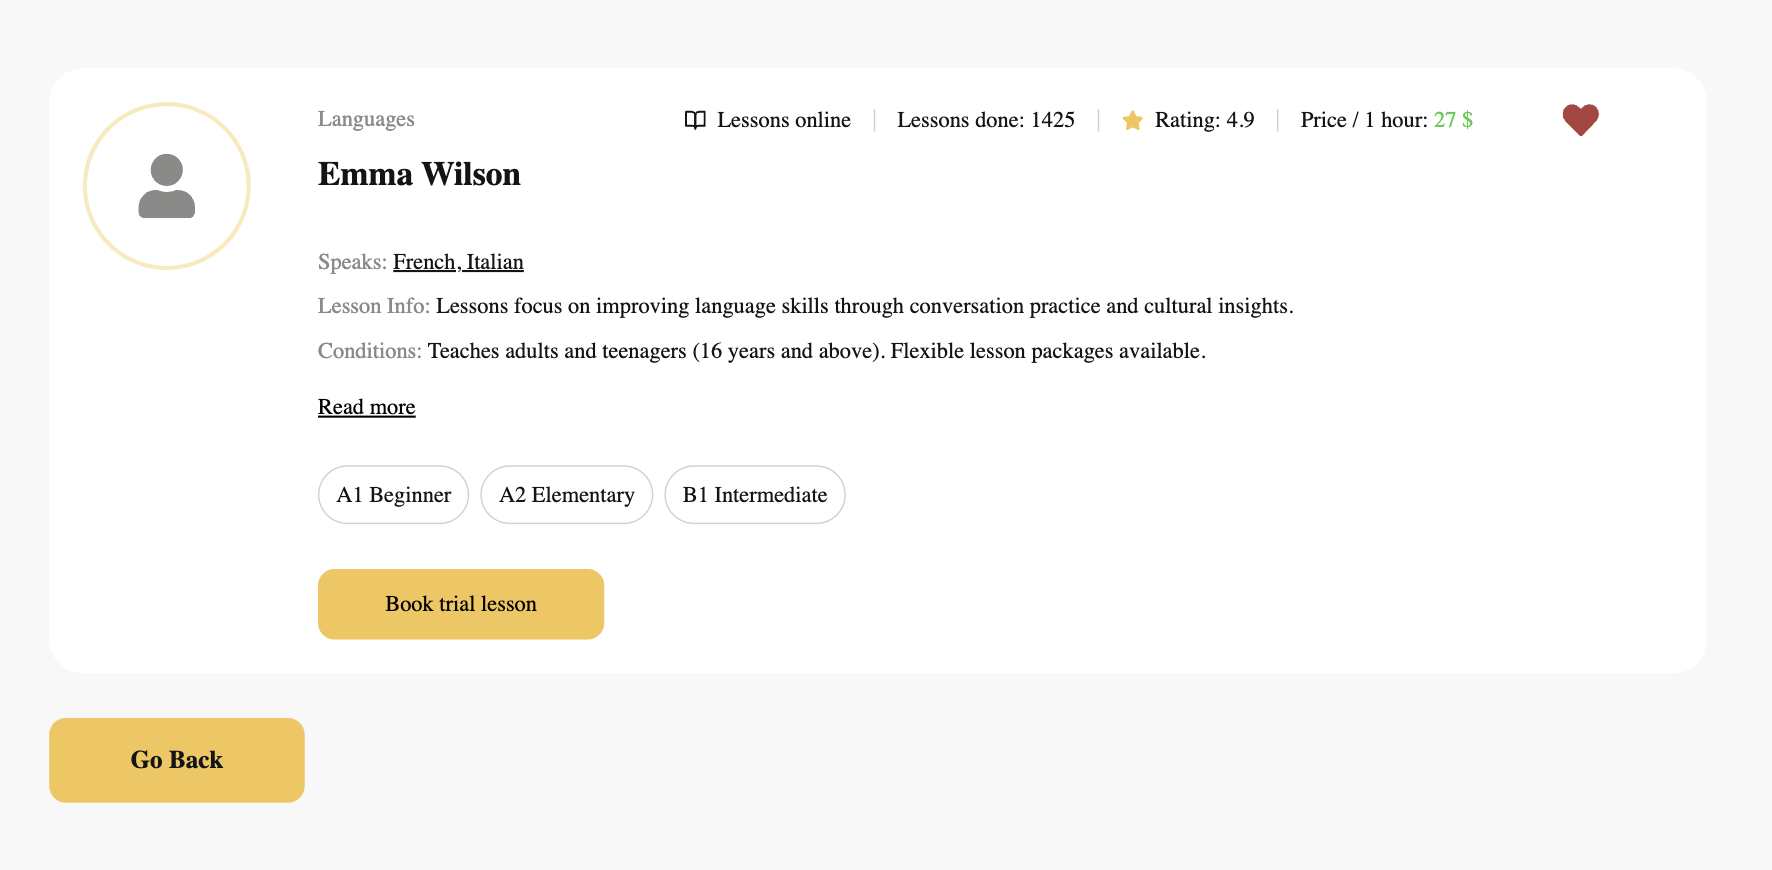 Languages
Lessons online
Lessons done: 1425
Rating: 4.9
Price / 1 hour: 27 $
Emma Wilson
Speaks: French, Italian
Lesson Info: Lessons focus on improving language skills through conversation practice and cultural insights.
Conditions: Teaches adults and teenagers (16 years and above). Flexible lesson packages available.
Read more
A1 Beginner
A2 Elementary
B1 Intermediate
Book trial lesson
Go Back